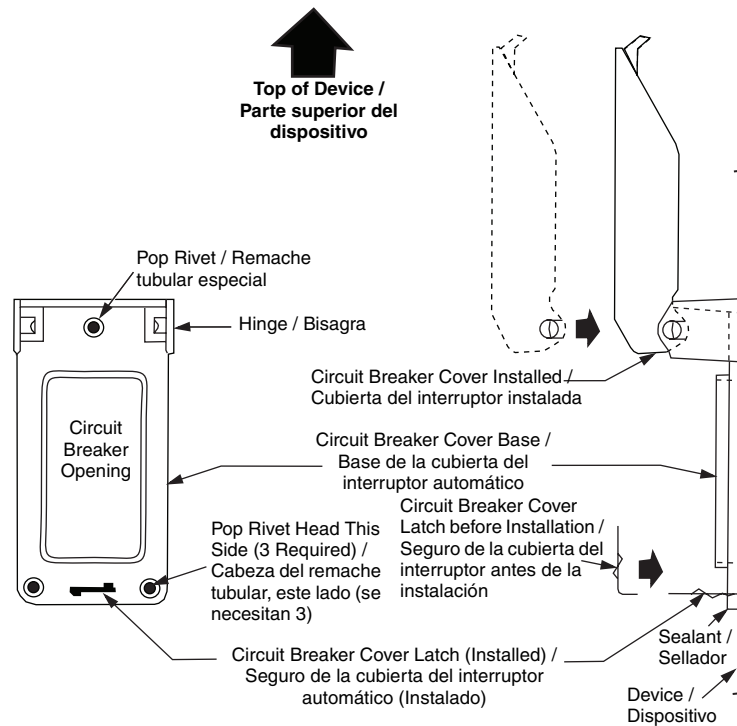 Top of Device /
Parte superior del
dispositivo
Pop Rivet / Remache
tubular especial
Hinge / Bisagra
Circuit Breaker Cover Installed /
Cubierta del interruptor instalada
Circuit
Breaker
Opening
Circuit Breaker Cover Base /
Base de la cubierta del
interruptor automático
Circuit Breaker Cover
Latch before Installation /
Seguro de la cubierta del
interruptor antes de la
instalación
Pop Rivet Head This
Side (3 Required) /
Cabeza del remache
tubular, este lado (se
necesitan 3)
Circuit Breaker Cover Latch (Installed) /
Seguro de la cubierta del interruptor
automático (Instalado)
Sealant /
Sellador
Device /
Dispositivo